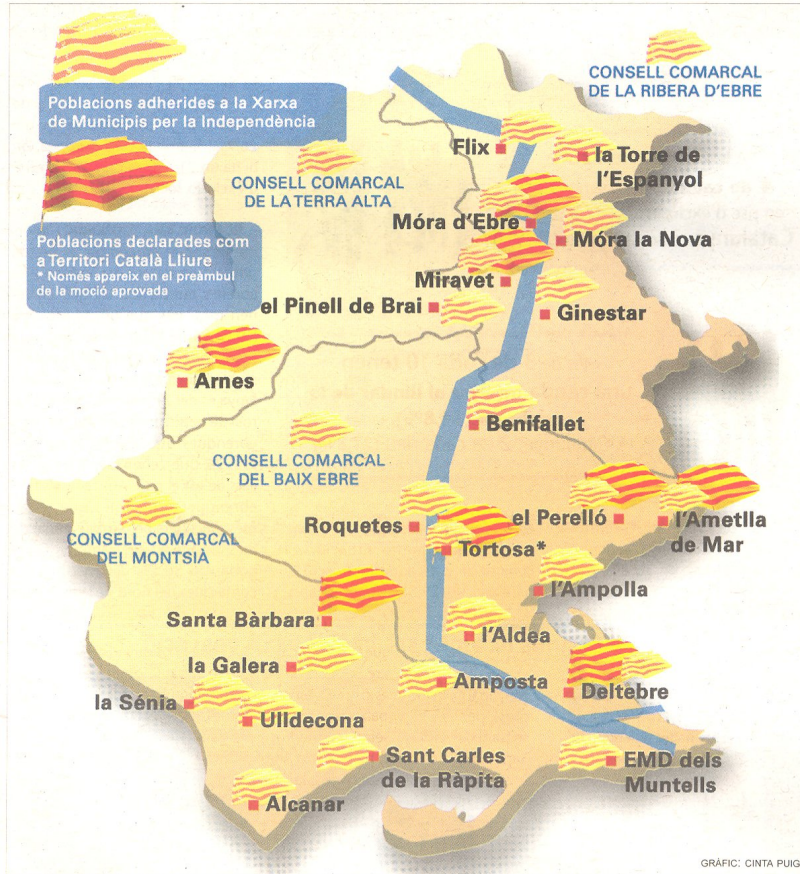 CONSELL COMARCAL
DE LA RIBERA D'EBRE
Poblacions adherides a la Xarxa
de Municipis per la Independència
Flix
la Torre de
l'Espanyol
CONSELL COMARCAL
DE LA TERRA ALTA
Móra d'Ebre
Móra la Nova
Poblacions declarades com
a Territori Català Lliure
* Només apareix en el preàmbul
de la moció aprovada
Miravet
el Pinell de Brai
Ginestar
Arnes
Benifallet
CONSELL COMARCAL
DEL BAIX EBRE
Roquetes
el Perelló
l'Ametlla
de Mar
CONSELL COMARCAL
DEL MONTSIÀ
Tortosa*
l'Ampolla
Santa Bàrbara
l'Aldea
la Galera
Amposta
Deltebre
la Sénia
Ulldecona
Sant Carles
de la Ràpita
EMD dels
Muntells
Alcanar
GRÀFIC: CINTA PUIG